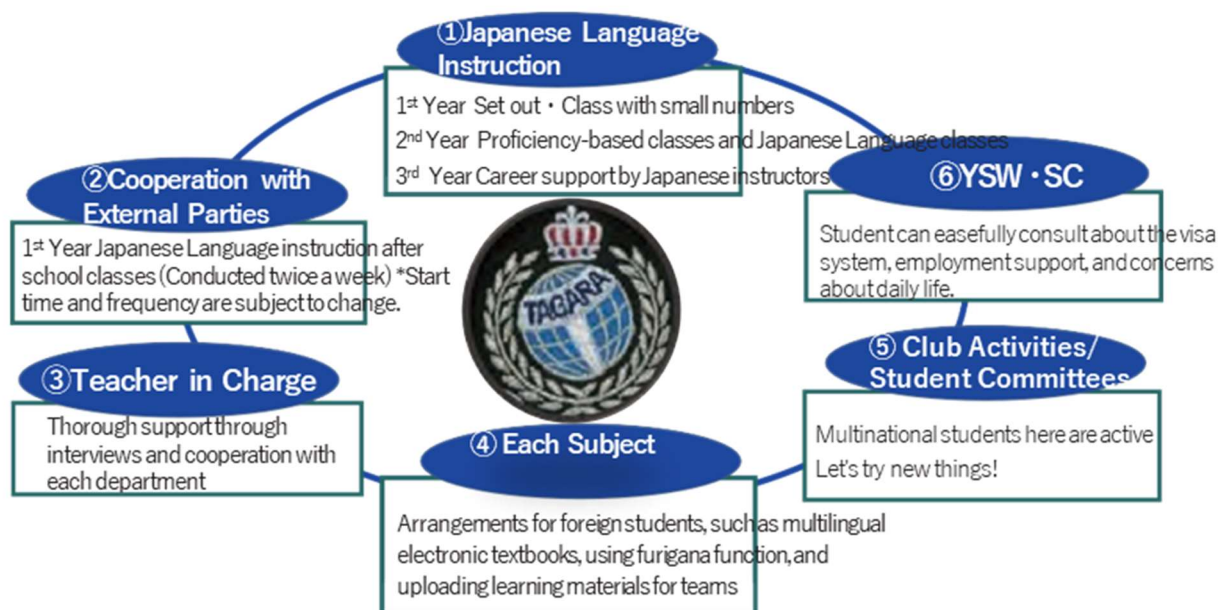 ①Japanese Language
Instruction
1st Year Set out・Class with small numbers
2nd Year Proficiency-based classes and Japanese Language classes
3rd Year Career support by Japanese instructors
②Cooperation with
External Parties
1st Year Japanese Language instruction after
school classes (Conducted twice a week) *Start
time and frequency are subject to change.
③Teacher in Charge
Thorough support through
interviews and cooperation with
each department
④ Each Subject
Arrangements for foreign students, such as multilingual
electronic textbooks, using furigana function, and
uploading learning materials for teams
⑤ Club Activities/
Student Committees
Multinational students here are active
Let's try new things!
⑥YSW・SC
Student can easefully consult about the visa
system, employment support, and concerns
about daily life.
TAGARA